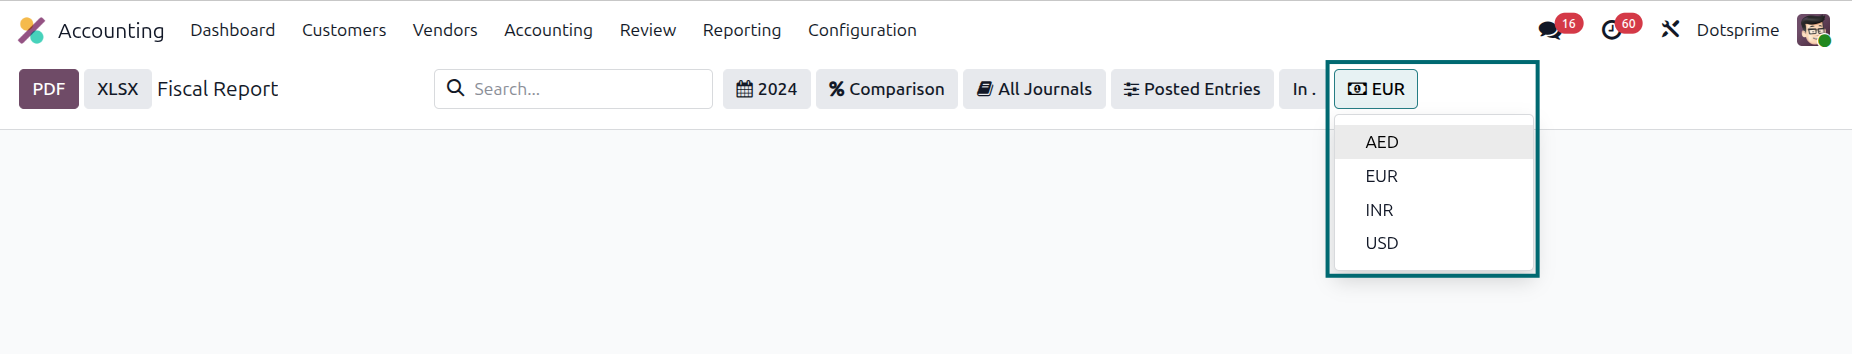 Accounting Dashboard Customers Vendors Accounting Review Reporting Configuration 16 60 Dotsprime
PDF XLSX Fiscal Report Search... 2024 Comparison All Journals Posted Entries In . EUR
AED
EUR
INR
USD